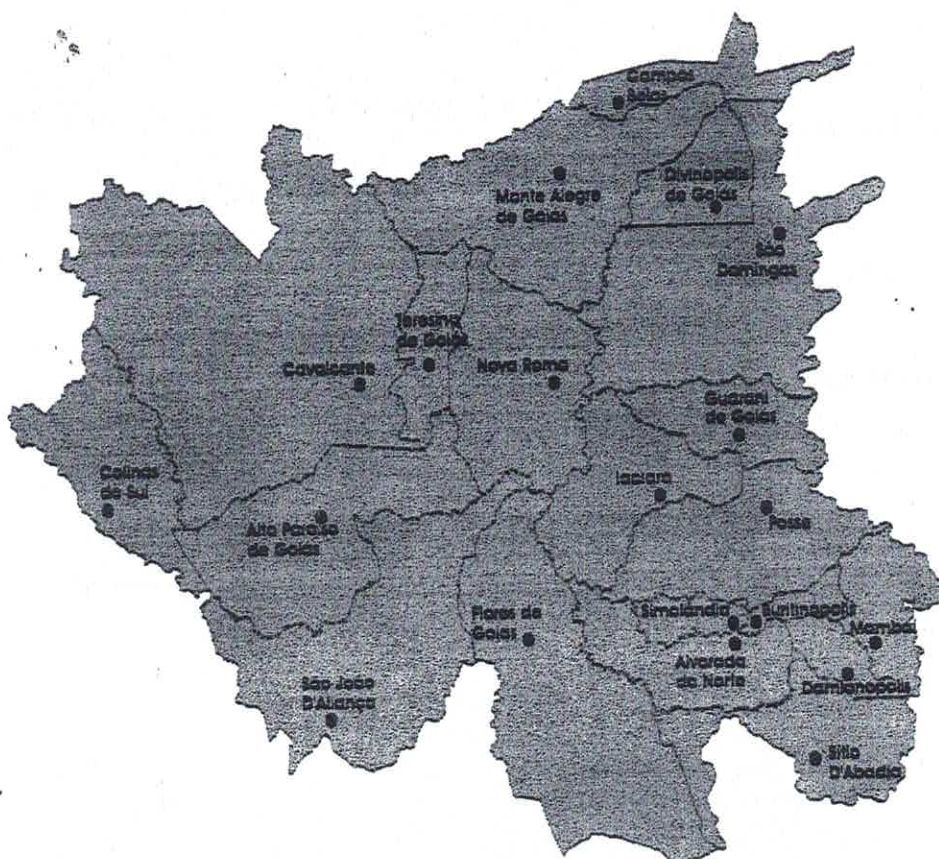 Campos
Belos
Monte Alegre
de Goiás
Divinópolis
de Goiás
São
Domingos
Teresina
de Goiás
Cavalcante
Nova Roma
Guarani
de Goiás
Colinas
do Sul
Iaciara
Posse
Alto Paraíso
de Goiás
Flores de
Goiás
Simolândia
Buritinopolis
Mambaí
Alvorada
do Norte
Damianopolis
São João
D'Aliança
Sítio
D'Abadia